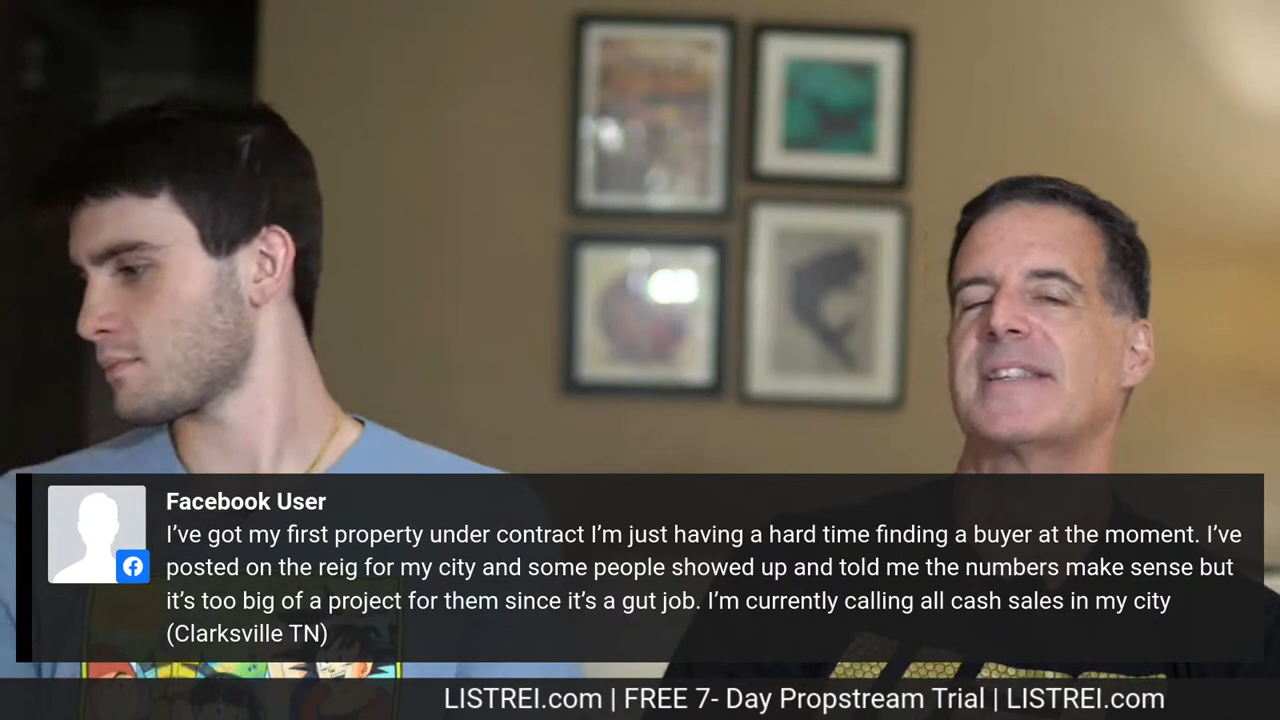 Facebook User
I’ve got my first property under contract I’m just having a hard time finding a buyer at the moment. I’ve
posted on the reig for my city and some people showed up and told me the numbers make sense but
it’s too big of a project for them since it’s a gut job. I’m currently calling all cash sales in my city
(Clarksville TN)
LISTREI.com | FREE 7- Day Propstream Trial | LISTREI.com